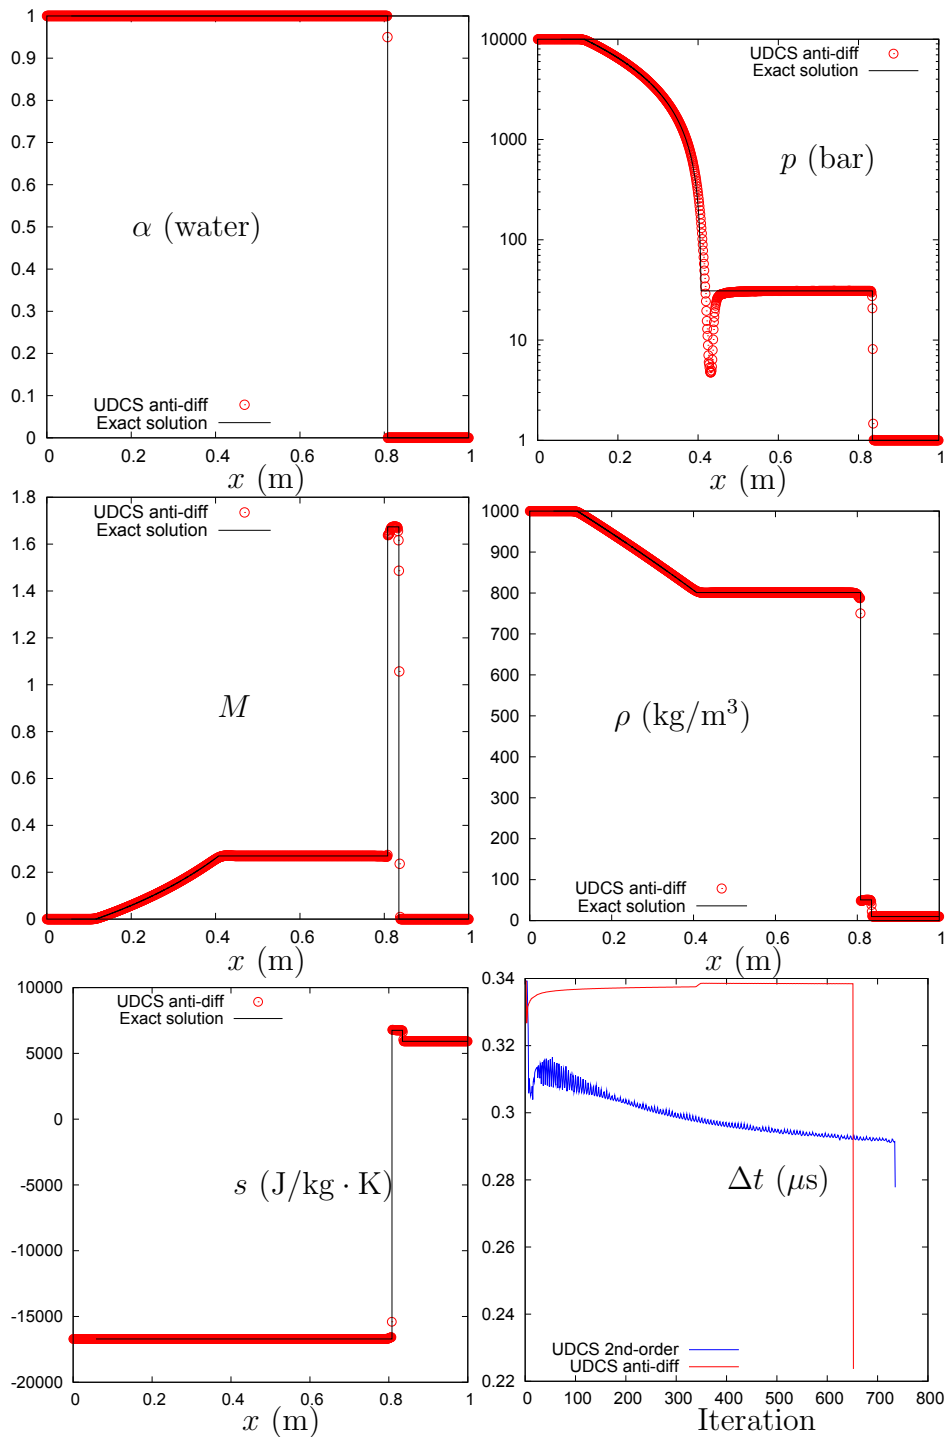 1
0.9
0.8
0.7
0.6
0.5
0.4
0.3
0.2
0.1
0
α (water)
UDCS anti-diff
Exact solution
0 0.2 0.4 0.6 0.8 1
x (m)
10000
1000
100
10
1
UDCS anti-diff
Exact solution
p (bar)
0 0.2 0.4 0.6 0.8 1
x (m)
1.8
1.6
1.4
1.2
1
0.8
0.6
0.4
0.2
0
UDCS anti-diff
Exact solution
M
0 0.2 0.4 0.6 0.8 1
x (m)
1000
900
800
700
600
500
400
300
200
100
0
ρ (kg/m³)
UDCS anti-diff
Exact solution
0 0.2 0.4 0.6 0.8 1
x (m)
10000
5000
0
-5000
-10000
-15000
-20000
UDCS anti-diff
Exact solution
s (J/kg · K)
0 0.2 0.4 0.6 0.8 1
x (m)
0.34
0.32
0.3
0.28
0.26
0.24
0.22
Δt (μs)
UDCS 2nd-order
UDCS anti-diff
0 100 200 300 400 500 600 700 800
Iteration